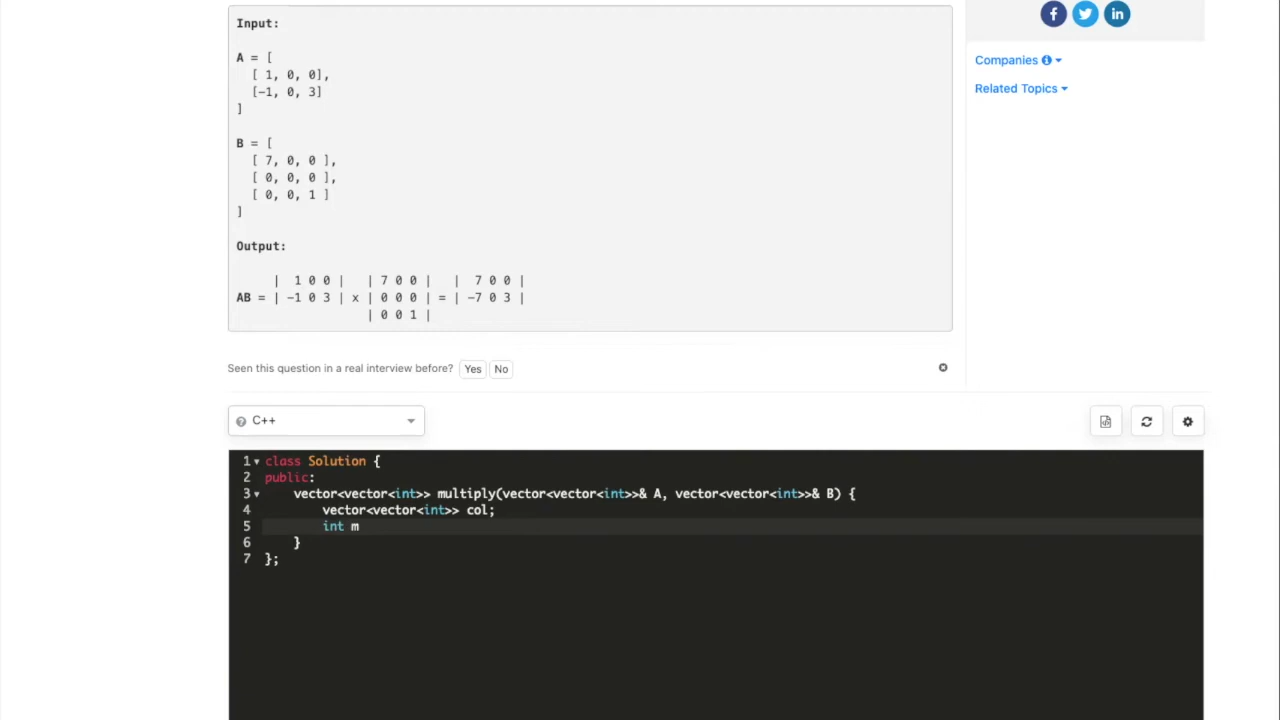 Input:
A = [
  [ 1, 0, 0],
  [-1, 0, 3]
]
B = [
  [ 7, 0, 0 ],
  [ 0, 0, 0 ],
  [ 0, 0, 1 ]
]
Output:
     |  1 0 0 |   | 7 0 0 |   |  7 0 0 |
AB = | -1 0 3 | x | 0 0 0 | = | -7 0 3 |
                  | 0 0 1 |
Companies
Related Topics
Seen this question in a real interview before? Yes No
C++
1 class Solution {
2 public:
3     vector<vector<int>> multiply(vector<vector<int>>& A, vector<vector<int>>& B) {
4         vector<vector<int>> col;
5         int m
6     }
7 };